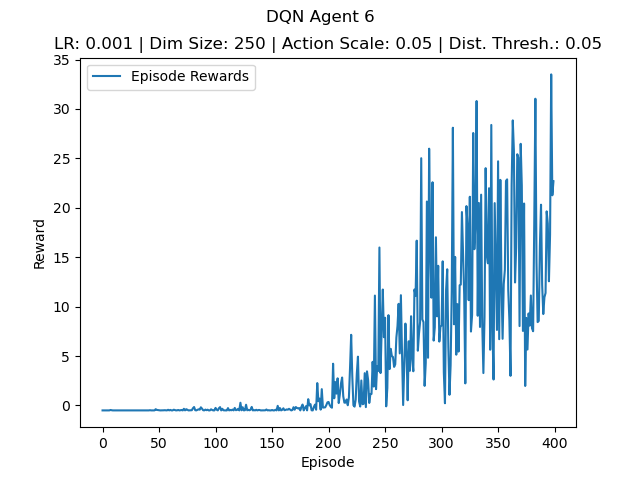 DQN Agent 6
LR: 0.001 | Dim Size: 250 | Action Scale: 0.05 | Dist. Thresh.: 0.05
Episode Rewards
35
30
25
20
15
10
5
0
Reward
0 50 100 150 200 250 300 350 400
Episode